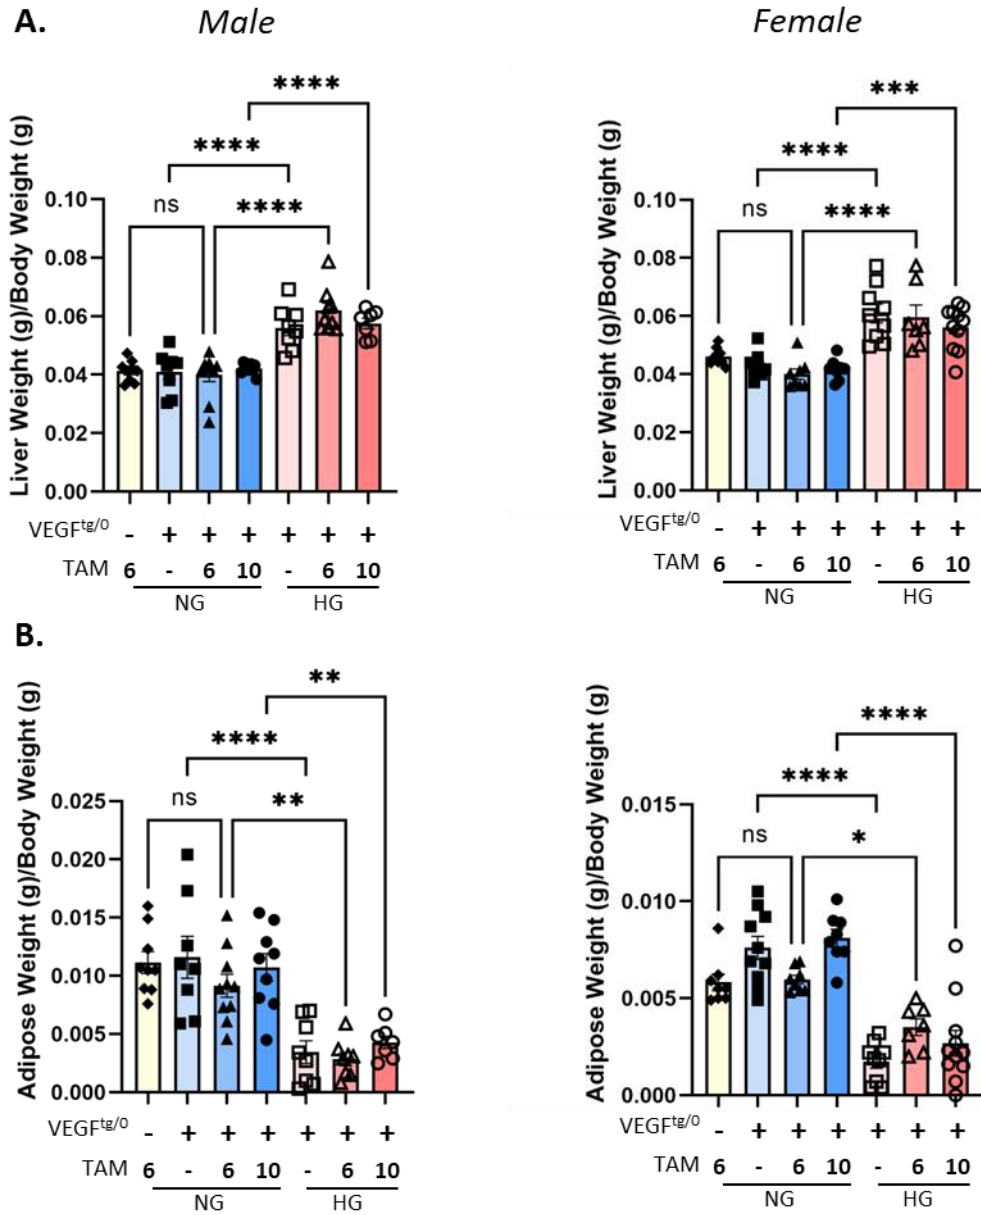 A.
Male
Female
****
****
ns
****
Liver Weight (g)/Body Weight (g)
0.10
0.08
0.06
0.04
0.02
0.00
VEGFtg/0
- + + + + + +
TAM
6 - 6 10 - 6 10
NG HG
***
****
ns
****
Liver Weight (g)/Body Weight (g)
0.10
0.08
0.06
0.04
0.02
0.00
VEGFtg/0
- + + + + + +
TAM
6 - 6 10 - 6 10
NG HG
B.
**
****
ns
**
Adipose Weight (g)/Body Weight (g)
0.025
0.020
0.015
0.010
0.005
0.000
VEGFtg/0
- + + + + + +
TAM
6 - 6 10 - 6 10
NG HG
****
****
ns
*
Adipose Weight (g)/Body Weight (g)
0.015
0.010
0.005
0.000
VEGFtg/0
- + + + + + +
TAM
6 - 6 10 - 6 10
NG HG